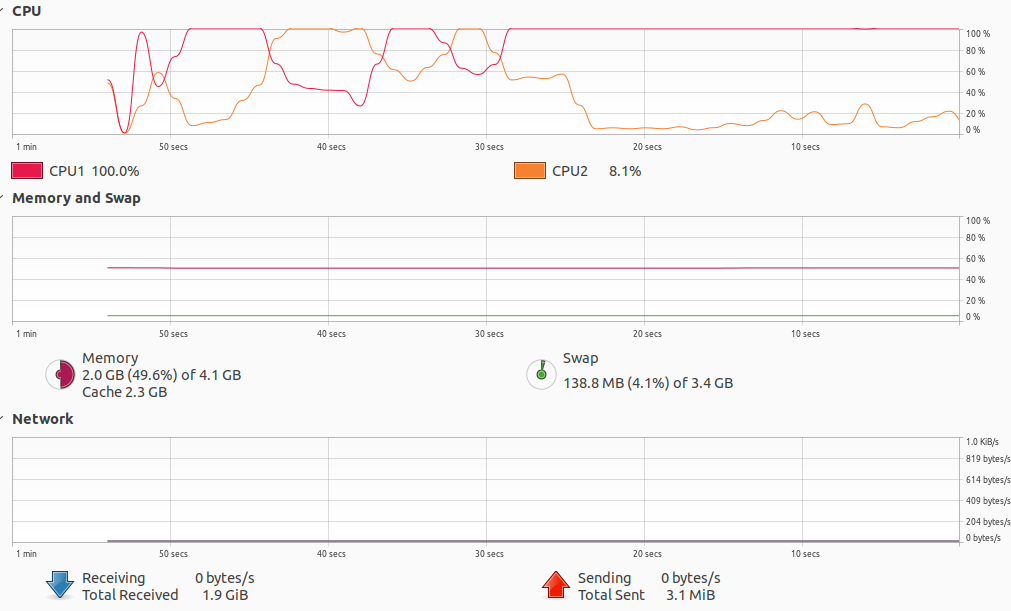 CPU
100 %
80 %
60 %
40 %
20 %
0 %
1 min 50 secs 40 secs 30 secs 20 secs 10 secs
CPU1 100.0% CPU2 8.1%
Memory and Swap
100 %
80 %
60 %
40 %
20 %
0 %
1 min 50 secs 40 secs 30 secs 20 secs 10 secs
Memory
2.0 GB (49.6%) of 4.1 GB
Cache 2.3 GB
Swap
138.8 MB (4.1%) of 3.4 GB
Network
1.0 KiB/s
819 bytes/s
614 bytes/s
409 bytes/s
204 bytes/s
0 bytes/s
1 min 50 secs 40 secs 30 secs 20 secs 10 secs
Receiving 0 bytes/s
Total Received 1.9 GiB
Sending 0 bytes/s
Total Sent 3.1 MiB